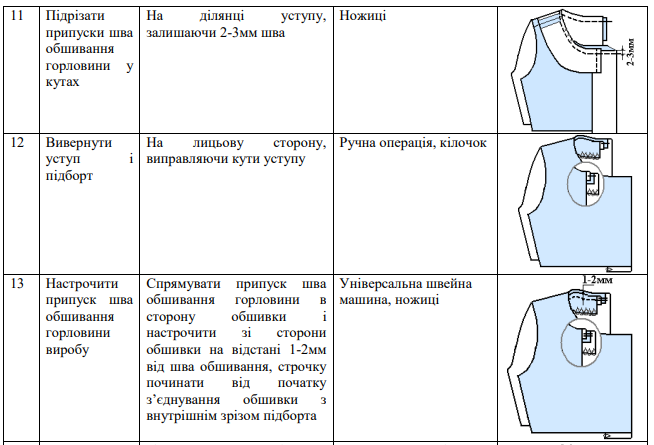 11
Підрізати
припуски шва
обшивання
горловини у
кутах
На ділянці уступу,
залишаючи 2-3мм шва
Ножиці
2-3мм
12
Вивернути
уступ і
підборт
На лицьову сторону,
виправляючи кути уступу
Ручна операція, кілочок
13
Настрочити
припуск шва
обшивання
горловини
виробу
Спрямувати припуск шва
обшивання горловини в
сторону обшивки і
настрочити зі сторони
обшивки на відстані 1-2мм
від шва обшивання, строчку
починати від початку
з’єднування обшивки з
внутрішнім зрізом підборта
Універсальна швейна
машина, ножиці
1-2мм